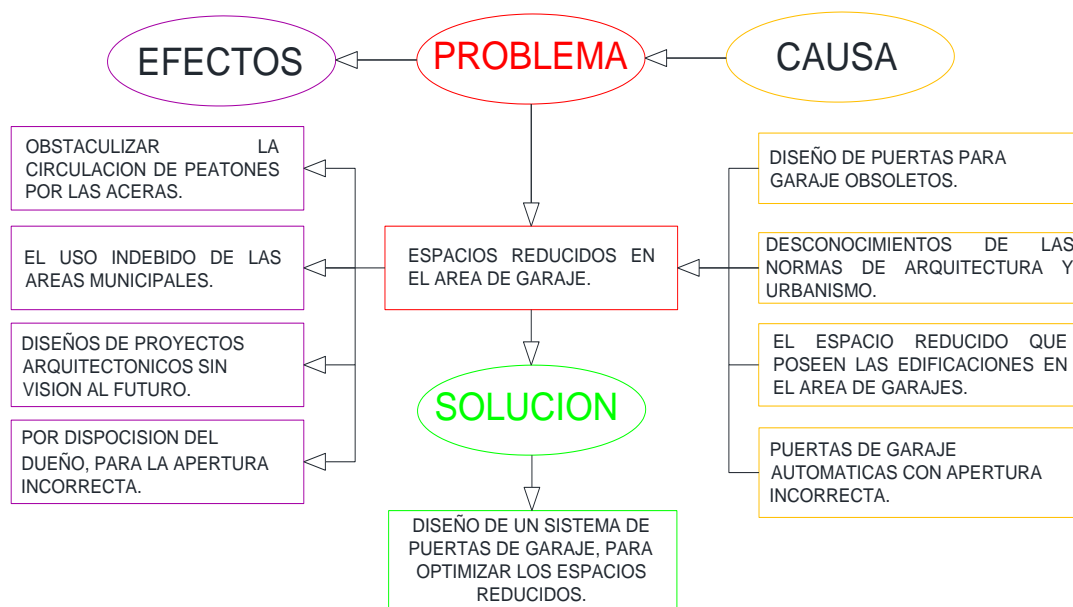 EFECTOS
PROBLEMA
CAUSA
OBSTACULIZAR LA
CIRCULACION DE PEATONES
POR LAS ACERAS.
EL USO INDEBIDO DE LAS
AREAS MUNICIPALES.
DISEÑOS DE PROYECTOS
ARQUITECTONICOS SIN
VISION AL FUTURO.
POR DISPOCISION DEL
DUEÑO, PARA LA APERTURA
INCORRECTA.
ESPACIOS REDUCIDOS EN
EL AREA DE GARAJE.
SOLUCION
DISEÑO DE UN SISTEMA DE
PUERTAS DE GARAJE, PARA
OPTIMIZAR LOS ESPACIOS
REDUCIDOS.
DISEÑO DE PUERTAS PARA
GARAJE OBSOLETOS.
DESCONOCIMIENTOS DE LAS
NORMAS DE ARQUITECTURA Y
URBANISMO.
EL ESPACIO REDUCIDO QUE
POSEEN LAS EDIFICACIONES EN
EL AREA DE GARAJES.
PUERTAS DE GARAJE
AUTOMATICAS CON APERTURA
INCORRECTA.